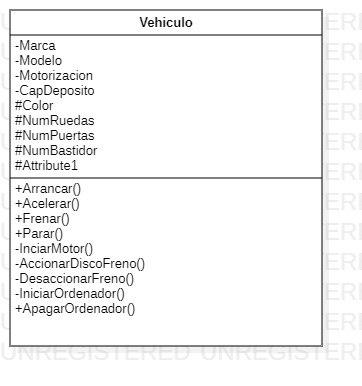 Vehiculo
-Marca
-Modelo
-Motorizacion
-CapDeposito
#Color
#NumRuedas
#NumPuertas
#NumBastidor
#Attribute1
+Arrancar()
+Acelerar()
+Frenar()
+Parar()
-InciarMotor()
-AccionarDiscoFreno()
-DesaccionarFreno()
-IniciarOrdenador()
+ApagarOrdenador()
UNREGISTERED UNREGISTERED